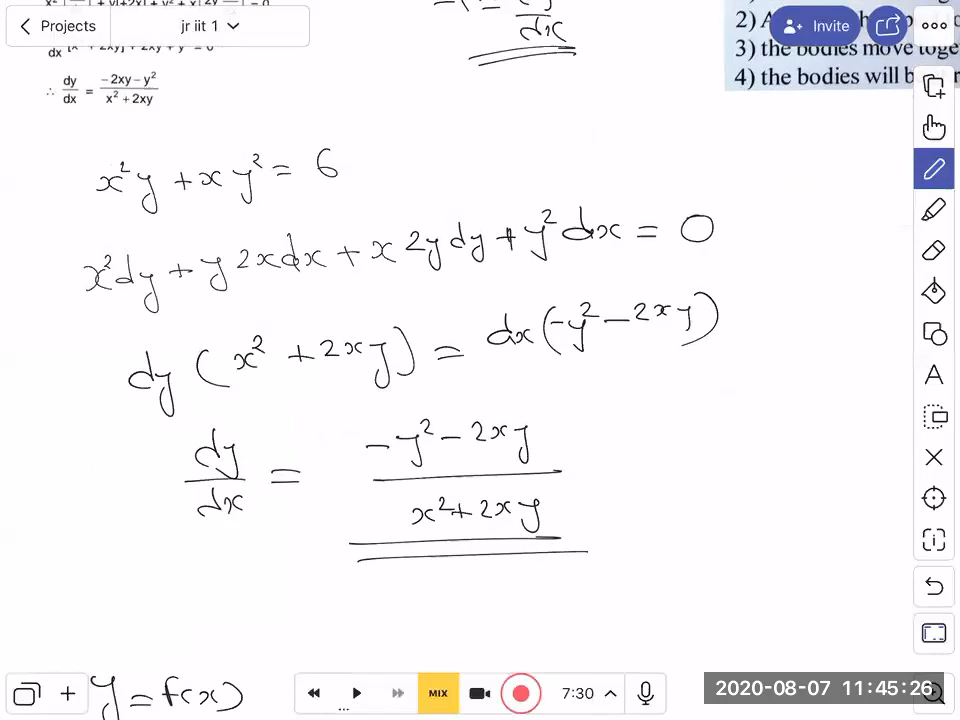 Projects
jr iit 1
Invite
dx
dx
∴ dy/dx = −2xy−y²/x²+2xy
3) the bodies move toge
4) the bodies will b
x²y + xy² = 6
x²dy + y 2x dx + x 2y dy + y² dx = 0
dy (x² + 2xy) = dx (−y² − 2xy)
dy/dx = −y² − 2xy / x² + 2xy
y = f(x)
MIX
7:30
2020-08-07 11:45:26